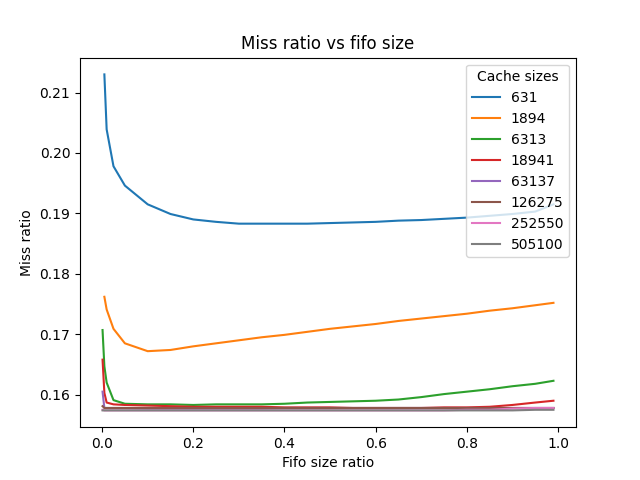 Miss ratio vs fifo size
Cache sizes
631
1894
6313
18941
63137
126275
252550
505100
0.21
0.20
0.19
0.18
0.17
0.16
Miss ratio
0.0 0.2 0.4 0.6 0.8 1.0
Fifo size ratio